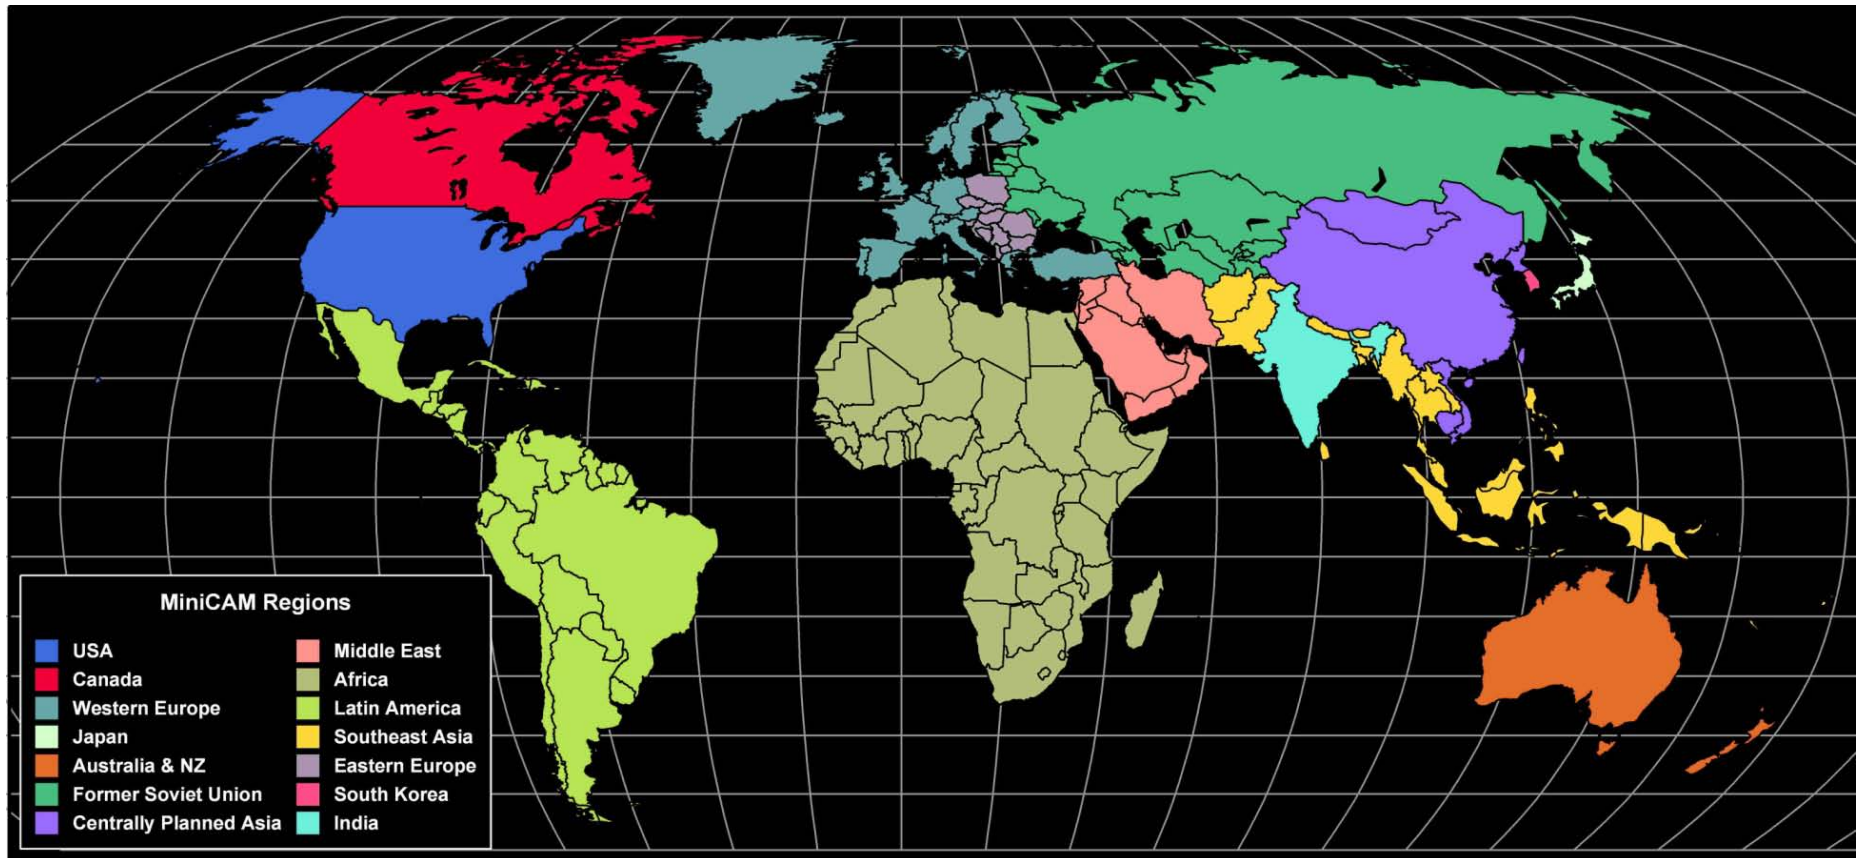 MiniCAM Regions
USA
Canada
Western Europe
Japan
Australia & NZ
Former Soviet Union
Centrally Planned Asia
Middle East
Africa
Latin America
Southeast Asia
Eastern Europe
South Korea
India